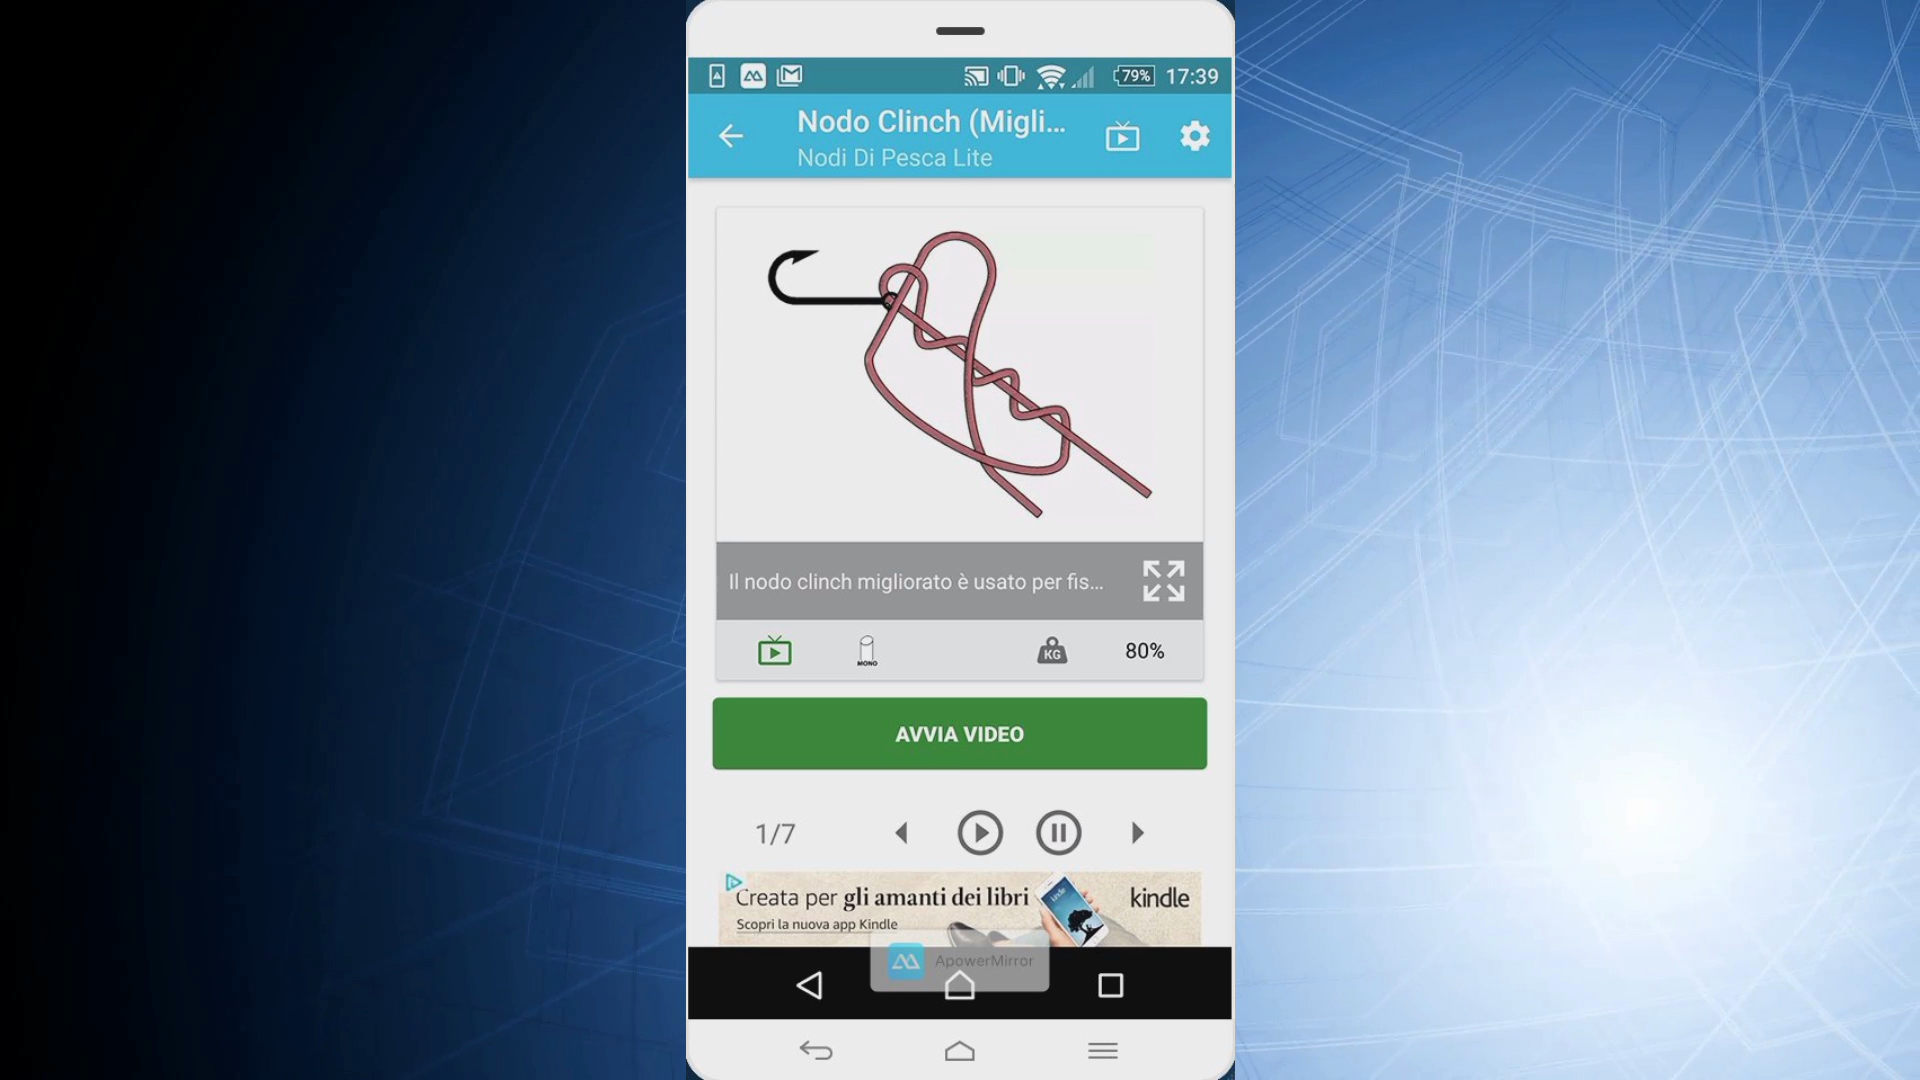 79% 17:39
Nodo Clinch (Migli...
Nodi Di Pesca Lite
Il nodo clinch migliorato è usato per fis...
MONO KG 80%
AVVIA VIDEO
1/7
Creata per gli amanti dei libri kindle
Scopri la nuova app Kindle
ApowerMirror